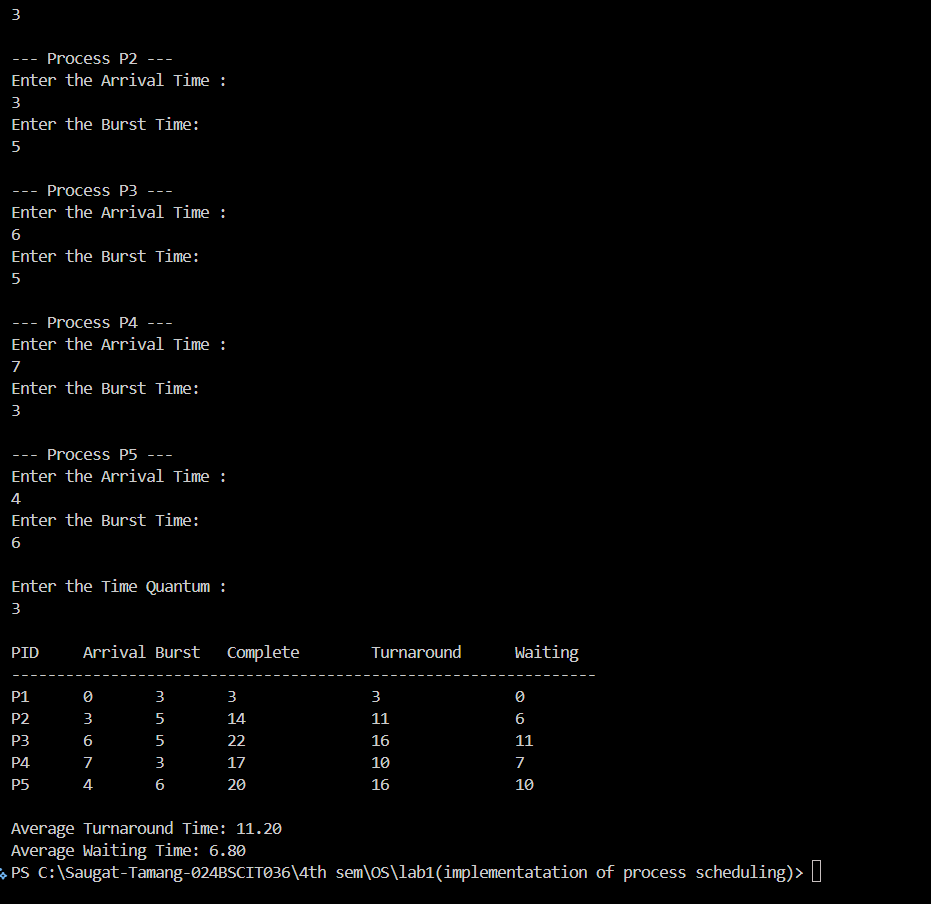 3
--- Process P2 ---
Enter the Arrival Time :
3
Enter the Burst Time:
5
--- Process P3 ---
Enter the Arrival Time :
6
Enter the Burst Time:
5
--- Process P4 ---
Enter the Arrival Time :
7
Enter the Burst Time:
3
--- Process P5 ---
Enter the Arrival Time :
4
Enter the Burst Time:
6
Enter the Time Quantum :
3
PID Arrival Burst Complete Turnaround Waiting
-----------------------------------------------------------------
P1 0 3 3 3 0
P2 3 5 14 11 6
P3 6 5 22 16 11
P4 7 3 17 10 7
P5 4 6 20 16 10
Average Turnaround Time: 11.20
Average Waiting Time: 6.80
PS C:\Saugat-Tamang-024BSCIT036\4th sem\OS\lab1(implementatation of process scheduling)>